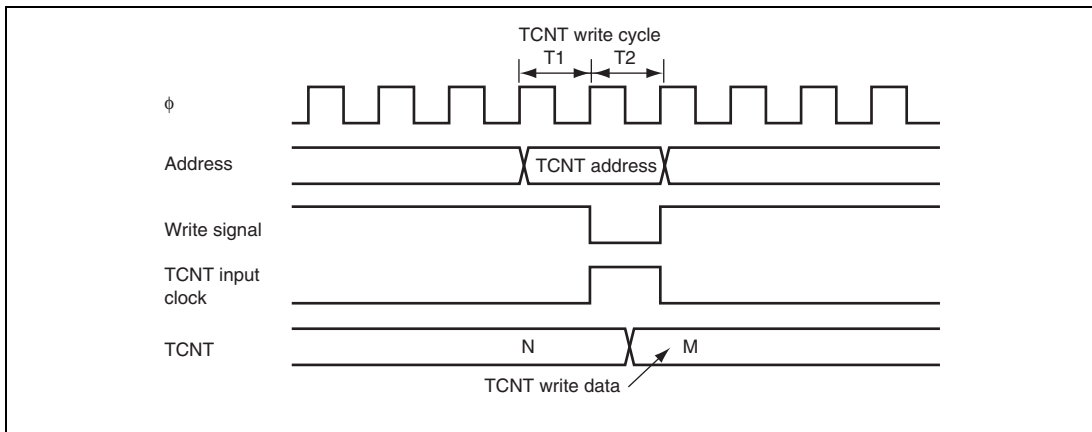 TCNT write cycle
T1 T2
ϕ
Address
TCNT address
Write signal
TCNT input
clock
TCNT
N M
TCNT write data